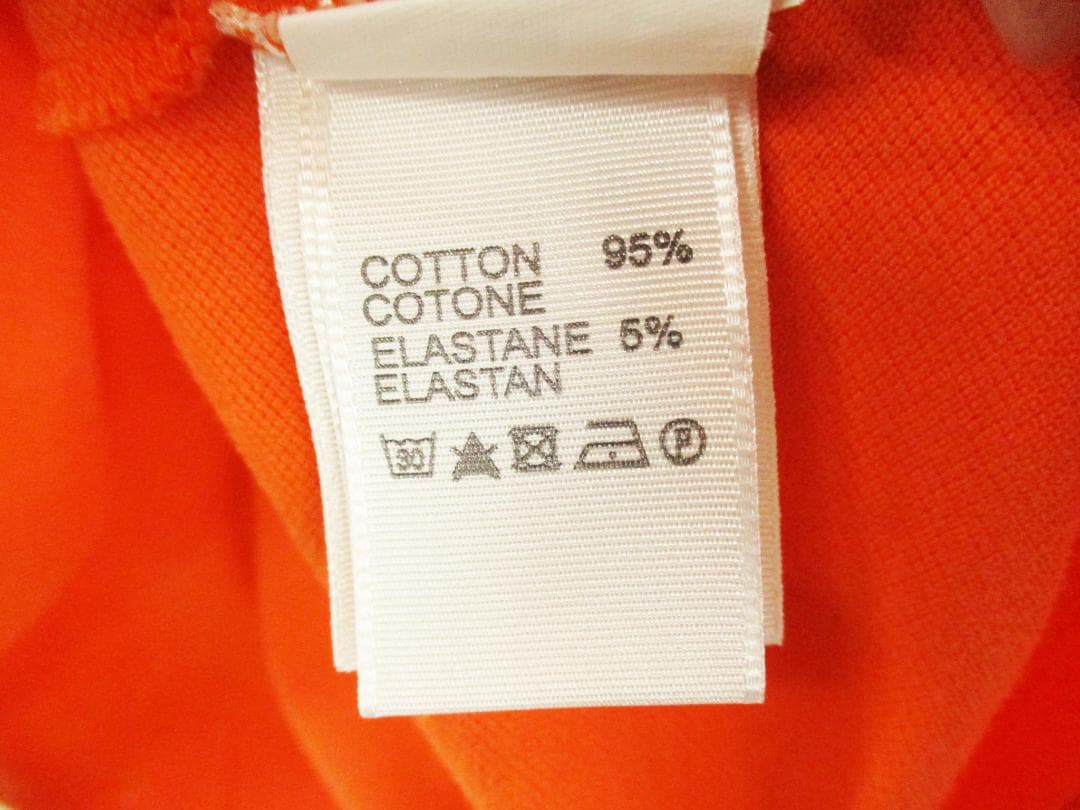 COTTON 95%
COTONE
ELASTANE 5%
ELASTAN
30 P